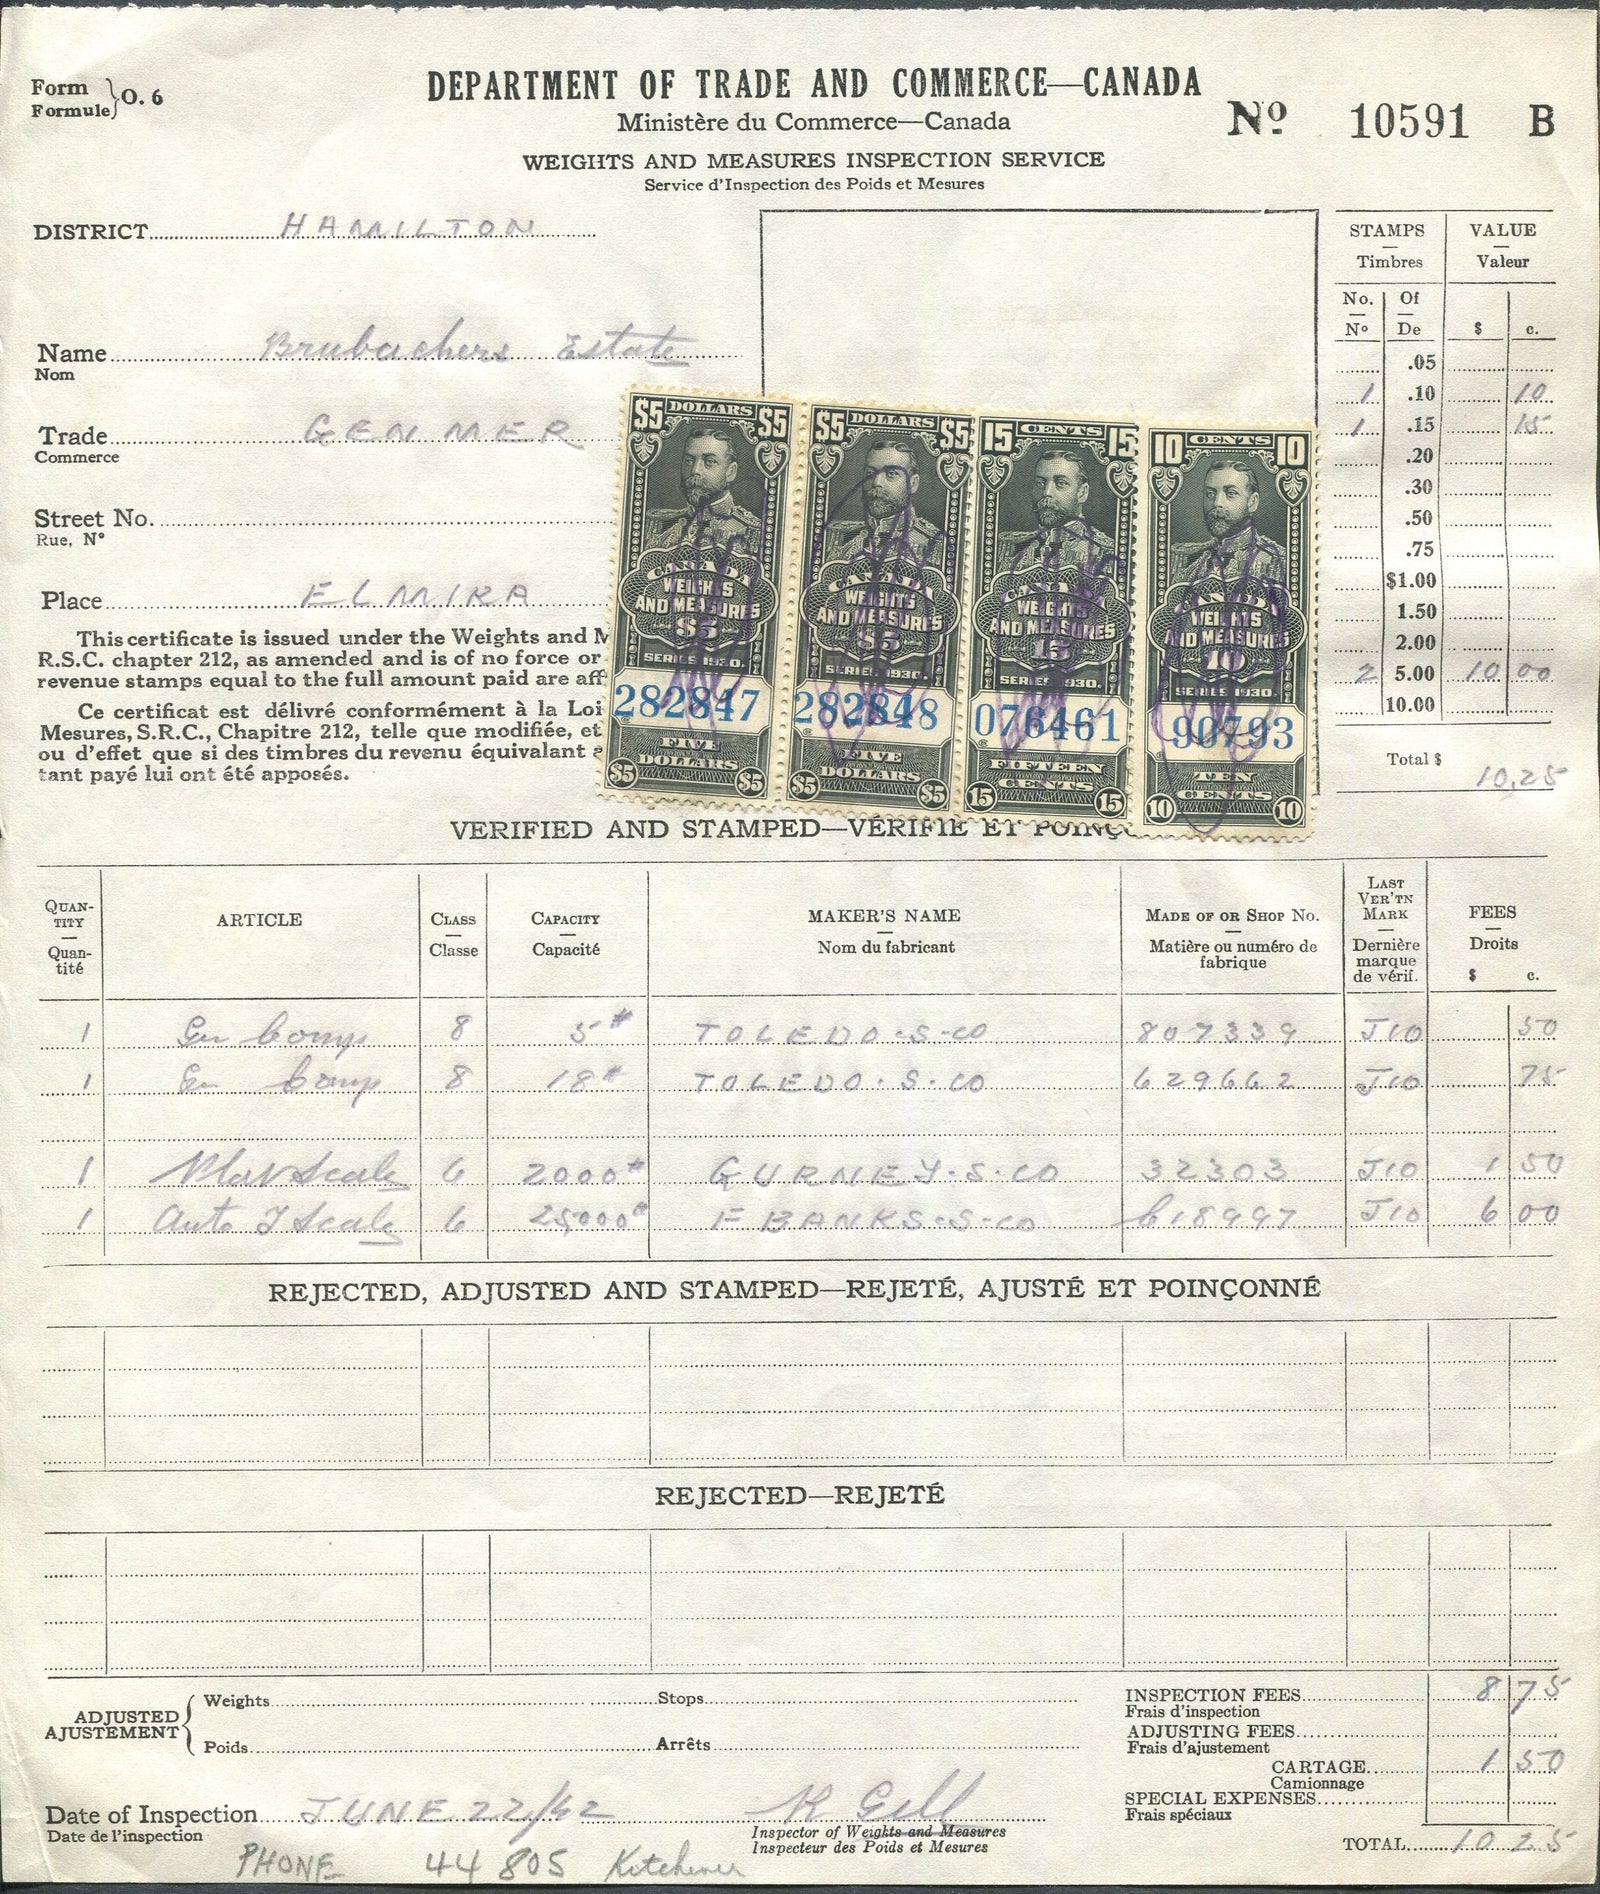 Form
Formule } O. 6
DEPARTMENT OF TRADE AND COMMERCE—CANADA
Ministère du Commerce—Canada
No 10591 B
WEIGHTS AND MEASURES INSPECTION SERVICE
Service d'Inspection des Poids et Mesures
DISTRICT HAMILTON
Name Brubachers Estate
Nom
Trade GEN MER
Commerce
Street No.
Rue, N°
Place ELMIRA
This certificate is issued under the Weights and M
R.S.C. chapter 212, as amended and is of no force or
revenue stamps equal to the full amount paid are aff
Ce certificat est délivré conformément à la Loi
Mesures, S.R.C., Chapitre 212, telle que modifiée, et
ou d'effet que si des timbres du revenu équivalant
tant payé lui ont été apposés.
$5 DOLLARS $5
CANADA
WEIGHTS
AND MEASURES
$5
SERIES 1930.
282847
FIVE
DOLLARS
$5 $5
$5 DOLLARS $5
CANADA
WEIGHTS
AND MEASURES
$5
SERIES 1930.
282848
FIVE
DOLLARS
$5 $5
15 CENTS 15
CANADA
WEIGHTS
AND MEASURES
15
SERIES 1930.
076461
FIFTEEN
CENTS
15 15
10 CENTS 10
CANADA
WEIGHTS
AND MEASURES
10
SERIES 1930.
90793
TEN
CENTS
10 10
STAMPS VALUE
Timbres Valeur
No. Of
N° De $ c.
.05
1 .10 10
1 .15 15
.20
.30
.50
.75
$1.00
1.50
2.00
2 5.00 10 00
10.00
Total $ 10.25
VERIFIED AND STAMPED—VÉRIFIÉ ET POINÇ
QUANTITY ARTICLE CLASS CAPACITY MAKER'S NAME MADE OF OR SHOP No. LAST VER'TN MARK FEES
Quantité Classe Capacité Nom du fabricant Matière ou numéro de fabrique Dernière marque de vérif. Droits
$ c.
1 Gn Comp 8 5# TOLEDO-S-CO 807339 J10 50
1 Gn Comp 8 18# TOLEDO-S-CO 629662 J10 75
1 Scale 6 2000# GURNEY-S-CO 32303 J10 1 50
1 Auto T Scale 6 25000# FBANKS-S-CO 618997 J10 6 00
REJECTED, ADJUSTED AND STAMPED—REJETÉ, AJUSTÉ ET POINÇONNÉ
REJECTED—REJETÉ
ADJUSTED Weights Stops
AJUSTEMENT Poids Arrêts
INSPECTION FEES 8 75
Frais d'inspection
ADJUSTING FEES
Frais d'ajustement
CARTAGE 1 50
Camionnage
SPECIAL EXPENSES
Frais spéciaux
TOTAL 10 25
Date of Inspection JUNE 22/62
Date de l'inspection
Gell
Inspector of Weights and Measures
Inspecteur des Poids et Mesures
PHONE 44805 Kitchener